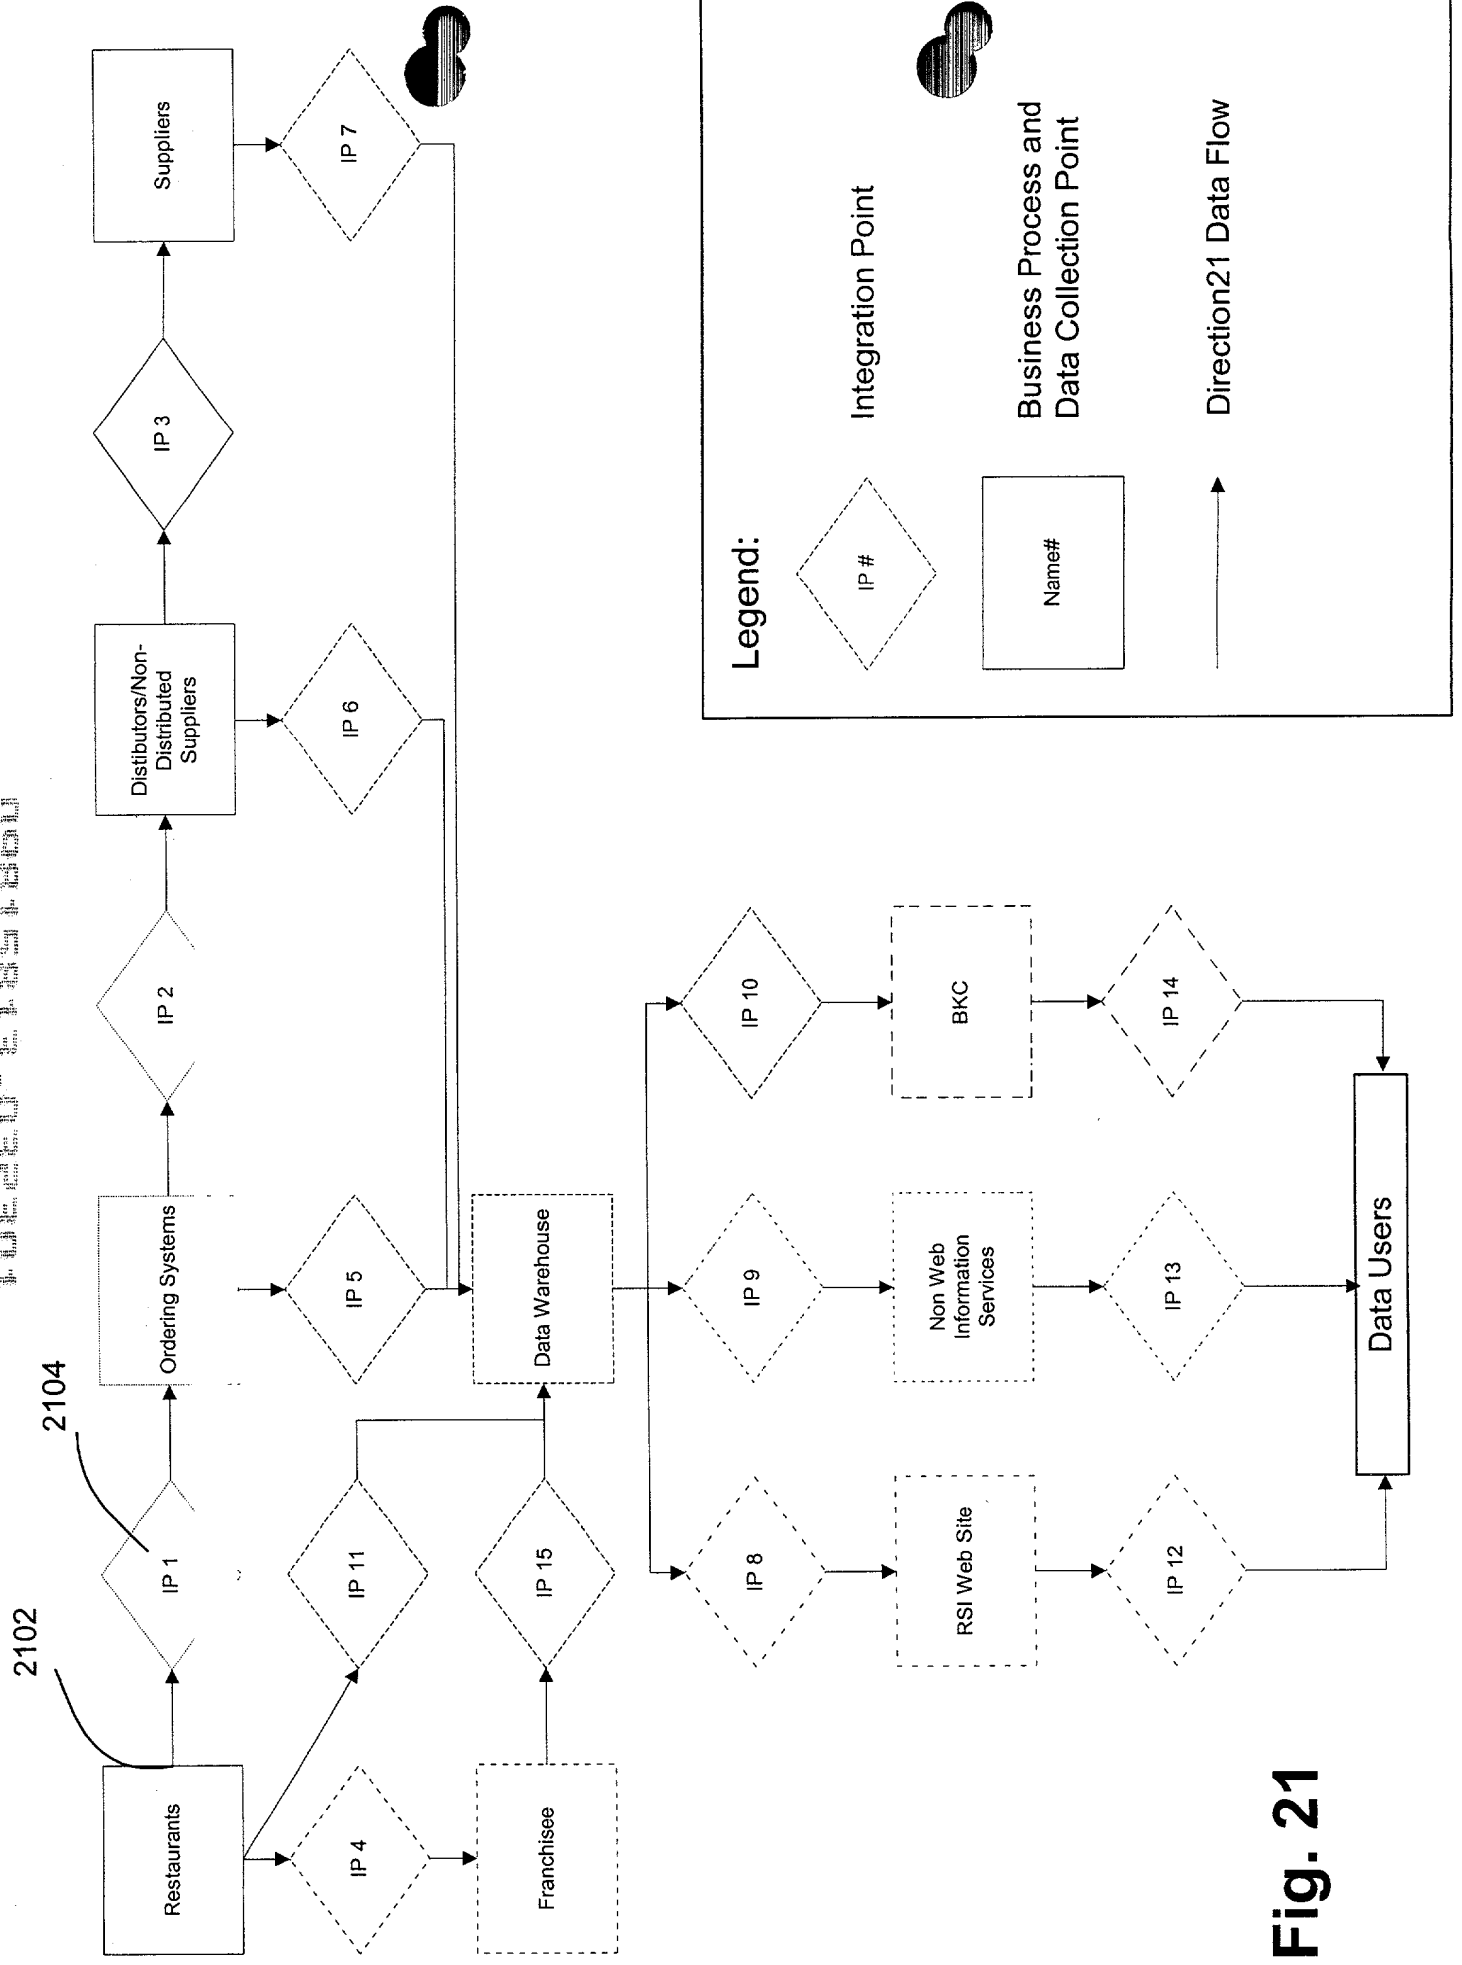 2102
2104
Restaurants
IP 1
Ordering Systems
IP 2
Distibutors/Non-
Distributed
Suppliers
IP 3
Suppliers
IP 4
IP 11
IP 5
IP 6
IP 7
Franchisee
IP 15
Data Warehouse
IP 8
IP 9
IP 10
RSI Web Site
Non Web
Information
Services
BKC
IP 12
IP 13
IP 14
Data Users
Legend:
IP #
Integration Point
Name#
Business Process and
Data Collection Point
Direction21 Data Flow
Fig. 21